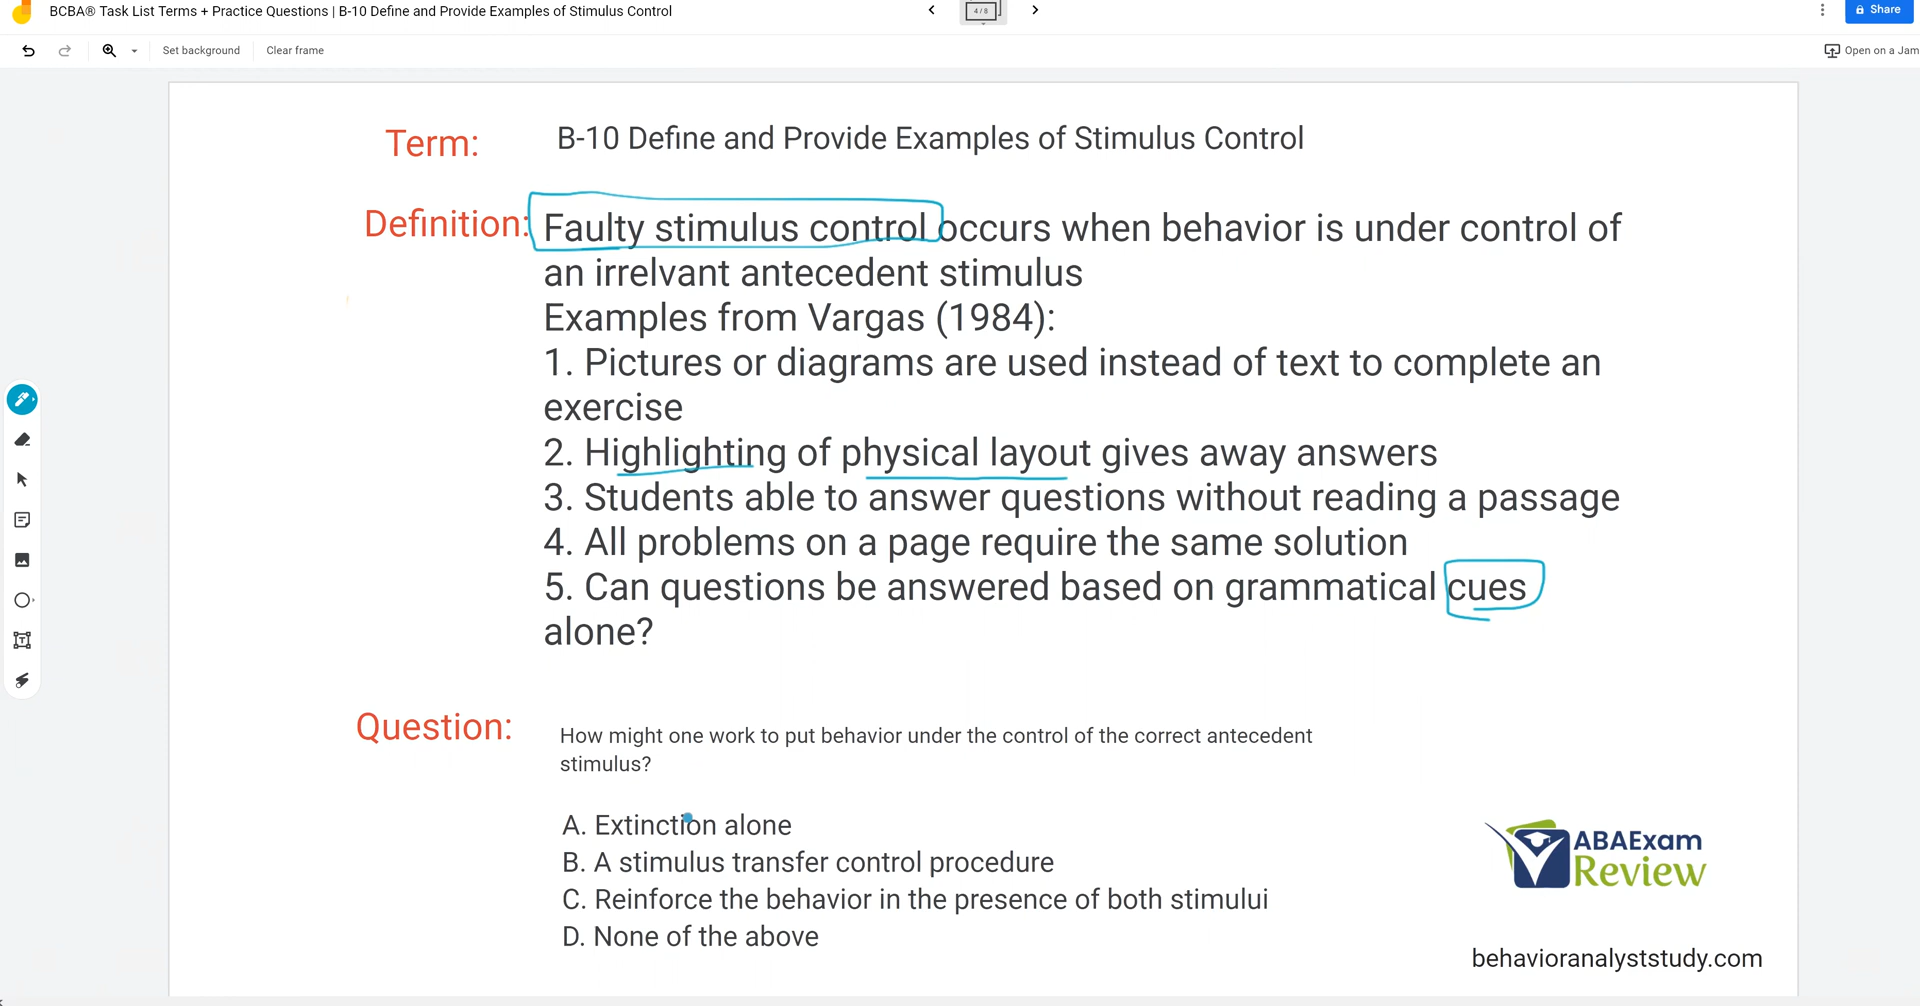 BCBA® Task List Terms + Practice Questions | B-10 Define and Provide Examples of Stimulus Control
4 / 8
Share
Set background
Clear frame
Open on a Jam
Term:
B-10 Define and Provide Examples of Stimulus Control
Definition:
Faulty stimulus control occurs when behavior is under control of
an irrelvant antecedent stimulus
Examples from Vargas (1984):
1. Pictures or diagrams are used instead of text to complete an
exercise
2. Highlighting of physical layout gives away answers
3. Students able to answer questions without reading a passage
4. All problems on a page require the same solution
5. Can questions be answered based on grammatical cues
alone?
Question:
How might one work to put behavior under the control of the correct antecedent
stimulus?
A. Extinction alone
B. A stimulus transfer control procedure
C. Reinforce the behavior in the presence of both stimului
D. None of the above
ABAExam
Review
behavioranalyststudy.com